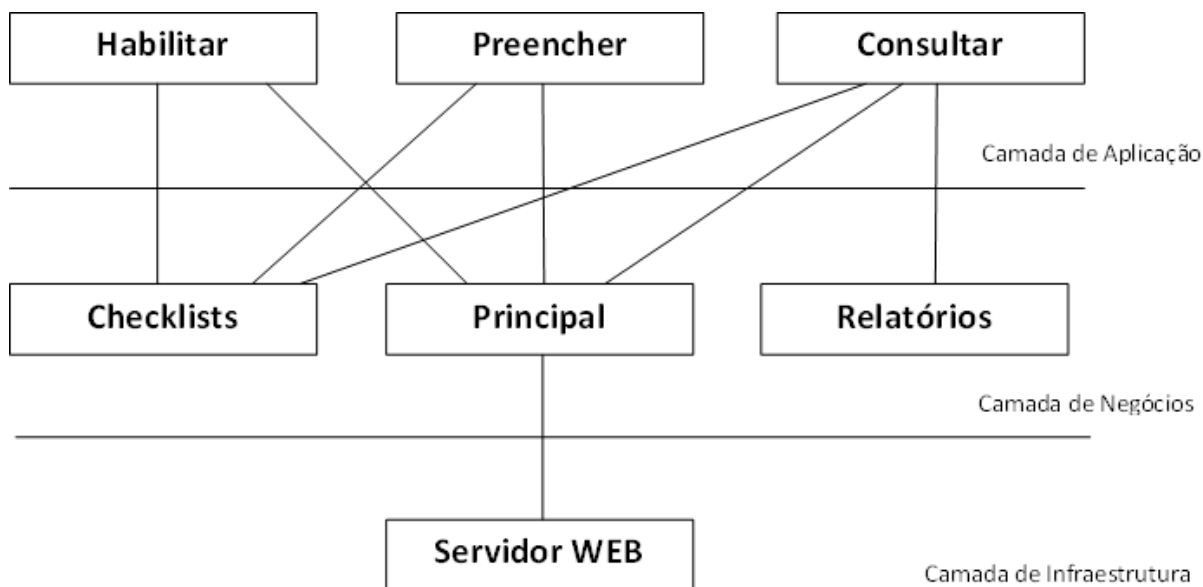 Habilitar
Preencher
Consultar
Camada de Aplicação
Checklists
Principal
Relatórios
Camada de Negócios
Servidor WEB
Camada de Infraestrutura